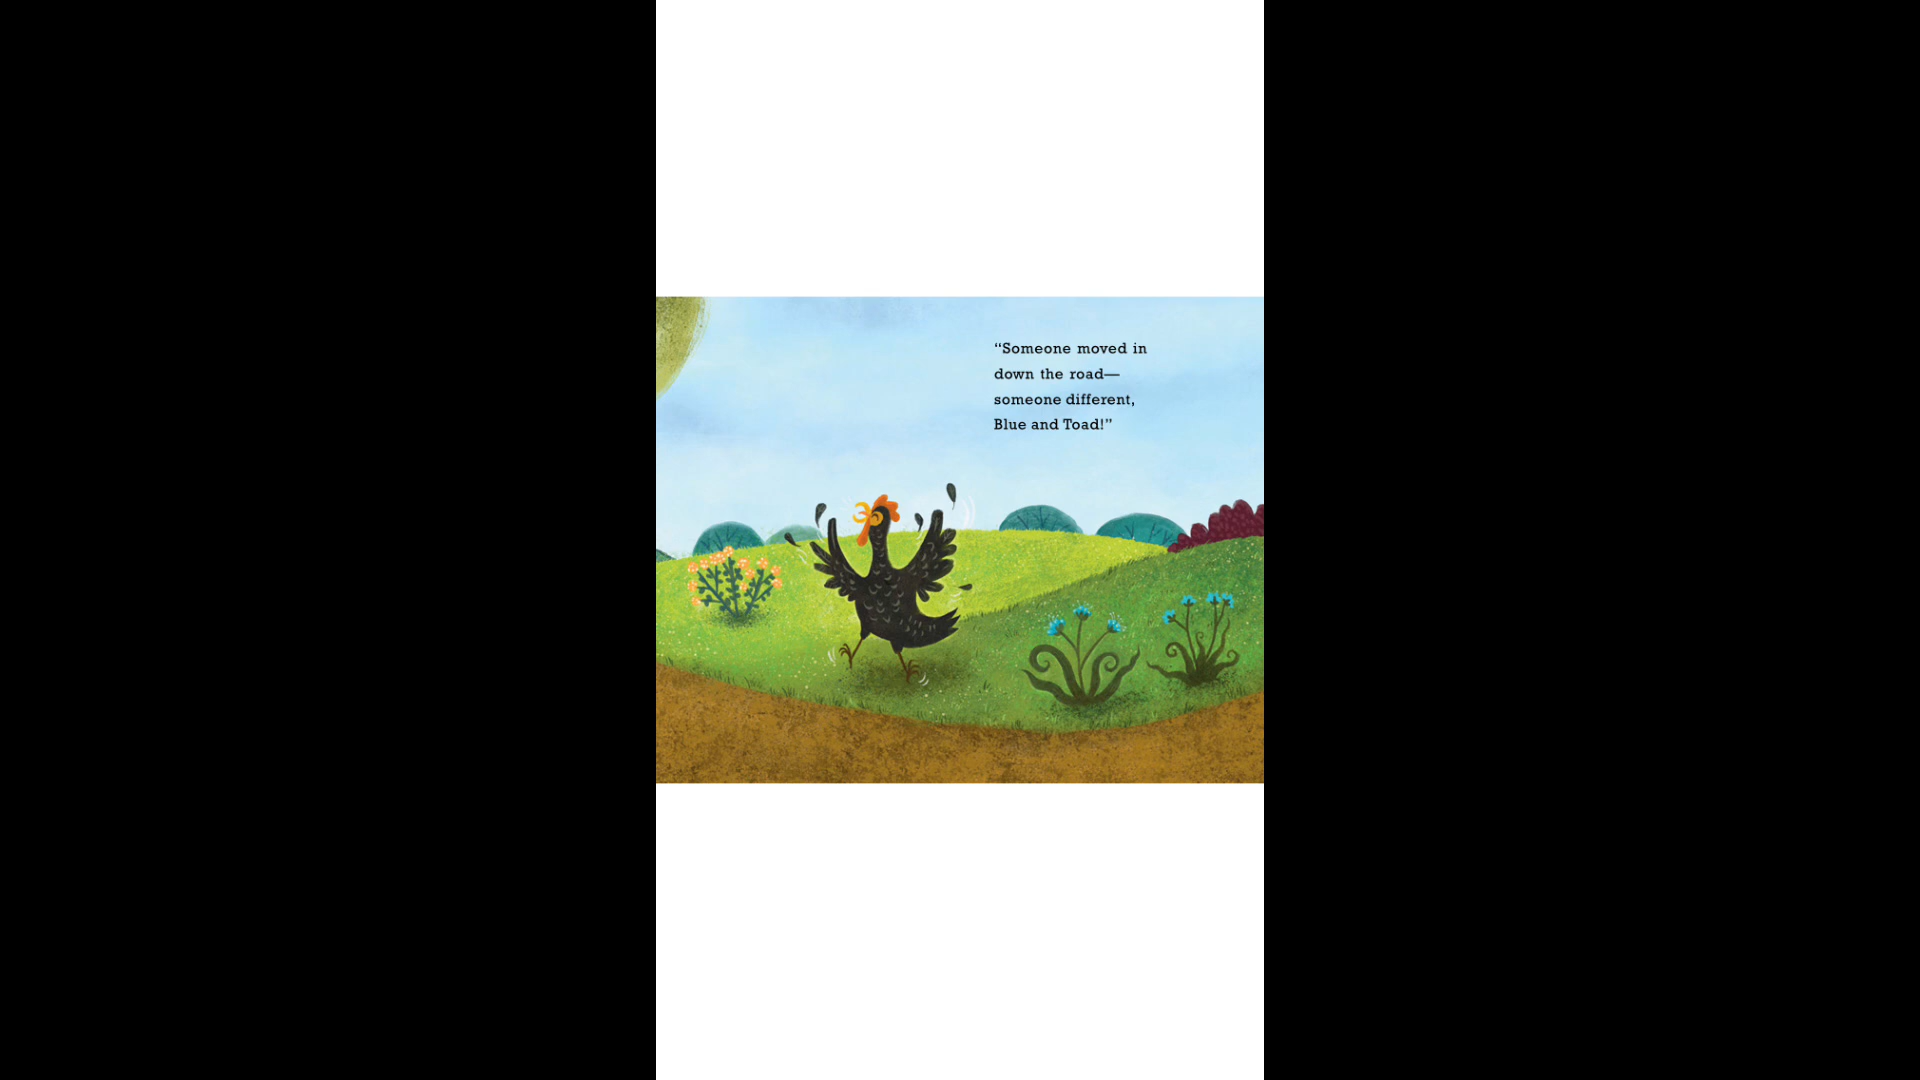 “Someone moved in
down the road—
someone different,
Blue and Toad!”